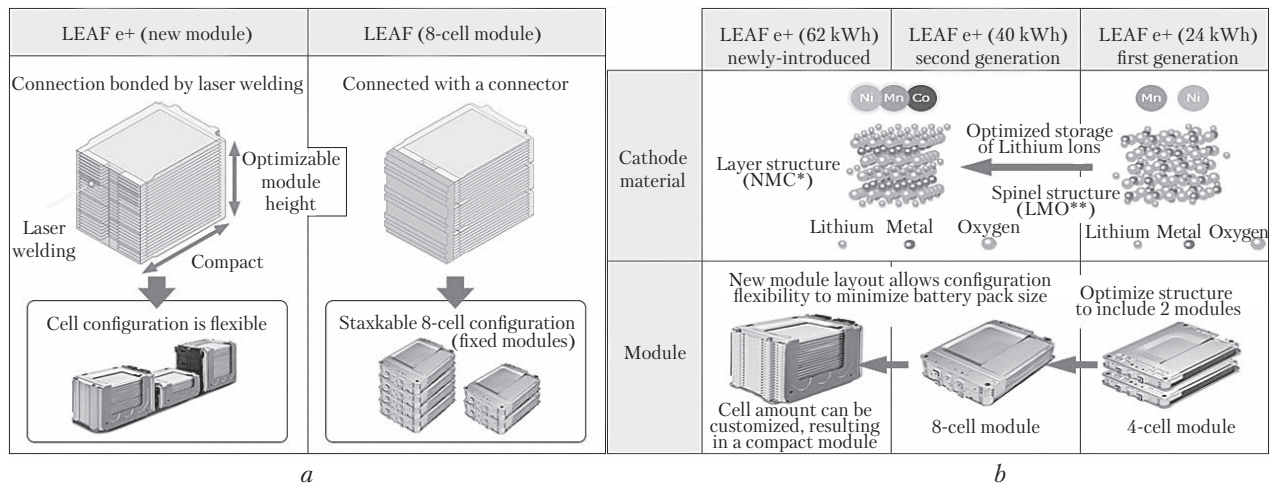 LEAF e+ (new module)
LEAF (8-cell module)
Connection bonded by laser welding
Connected with a connector
Optimizable
module
height
Laser
welding
Compact
Cell configuration is flexible
Staxkable 8-cell configuration
(fixed modules)
a
LEAF e+ (62 kWh)
newly-introduced
LEAF e+ (40 kWh)
second generation
LEAF e+ (24 kWh)
first generation
Cathode
material
Ni Mn Co
Mn Ni
Layer structure
(NMC*)
Optimized storage
of Lithium ions
Spinel structure
(LMO**)
Lithium Metal Oxygen
Lithium Metal Oxygen
Module
New module layout allows configuration
flexibility to minimize battery pack size
Optimize structure
to include 2 modules
Cell amount can be
customized, resulting
in a compact module
8-cell module
4-cell module
b